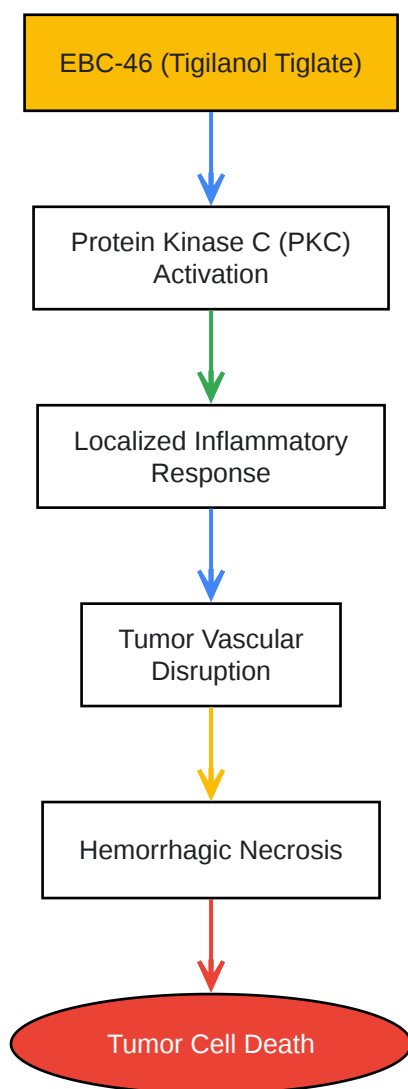 EBC-46 (Tigilanol Tiglate)
Protein Kinase C (PKC)
Activation
Localized Inflammatory
Response
Tumor Vascular
Disruption
Hemorrhagic Necrosis
Tumor Cell Death